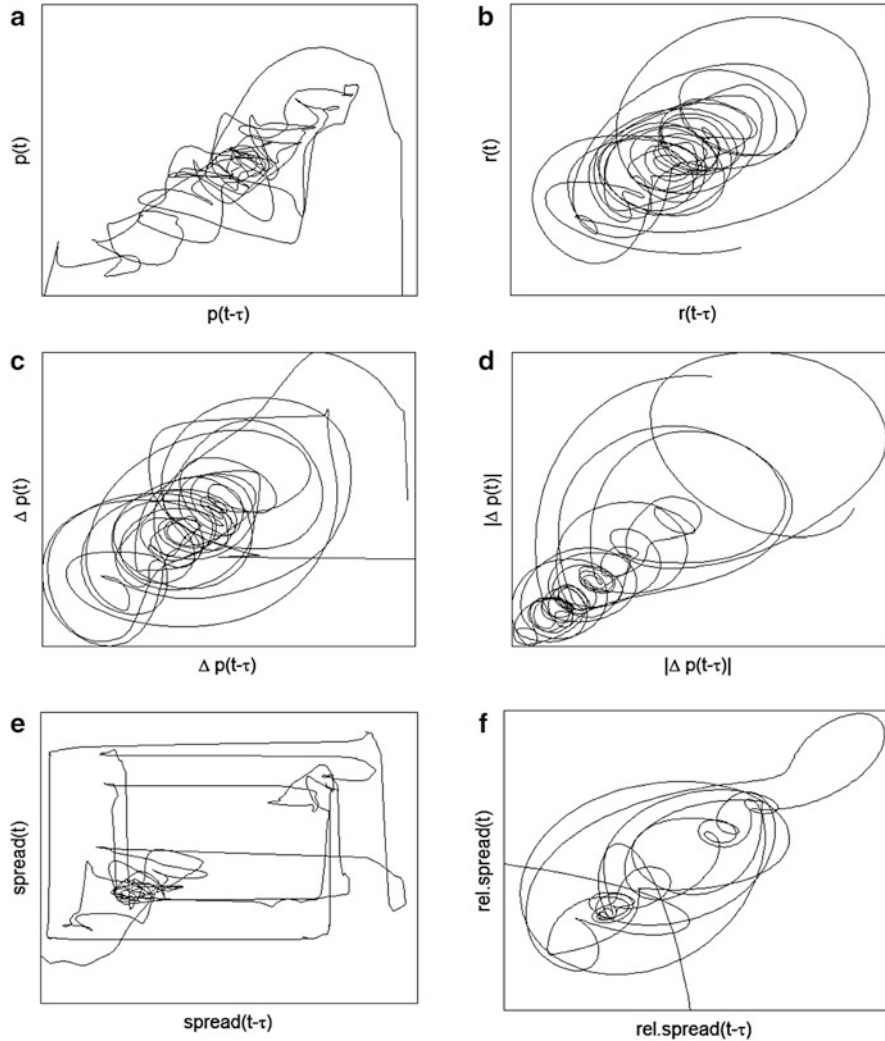 a
p(t)
p(t-τ)
b
r(t)
r(t-τ)
c
Δ p(t)
Δ p(t-τ)
d
|Δ p(t)|
|Δ p(t-τ)|
e
spread(t)
spread(t-τ)
f
rel.spread(t)
rel.spread(t-τ)